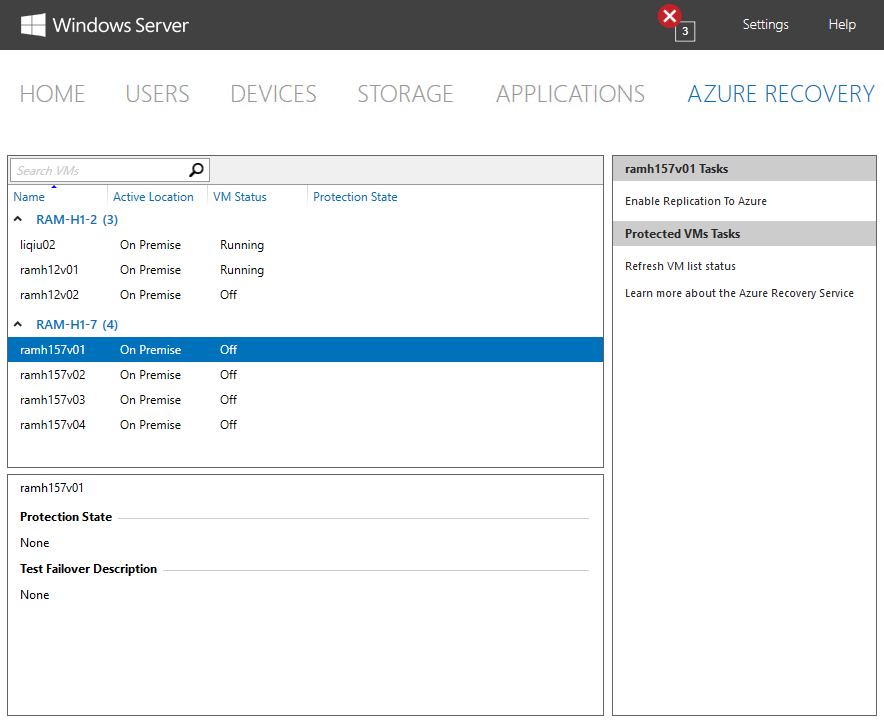 Windows Server
3
Settings
Help
HOME
USERS
DEVICES
STORAGE
APPLICATIONS
AZURE RECOVERY
Search VMs
Name
Active Location
VM Status
Protection State
RAM-H1-2 (3)
liqiu02 On Premise Running
ramh12v01 On Premise Running
ramh12v02 On Premise Off
RAM-H1-7 (4)
ramh157v01 On Premise Off
ramh157v02 On Premise Off
ramh157v03 On Premise Off
ramh157v04 On Premise Off
ramh157v01
Protection State
None
Test Failover Description
None
ramh157v01 Tasks
Enable Replication To Azure
Protected VMs Tasks
Refresh VM list status
Learn more about the Azure Recovery Service